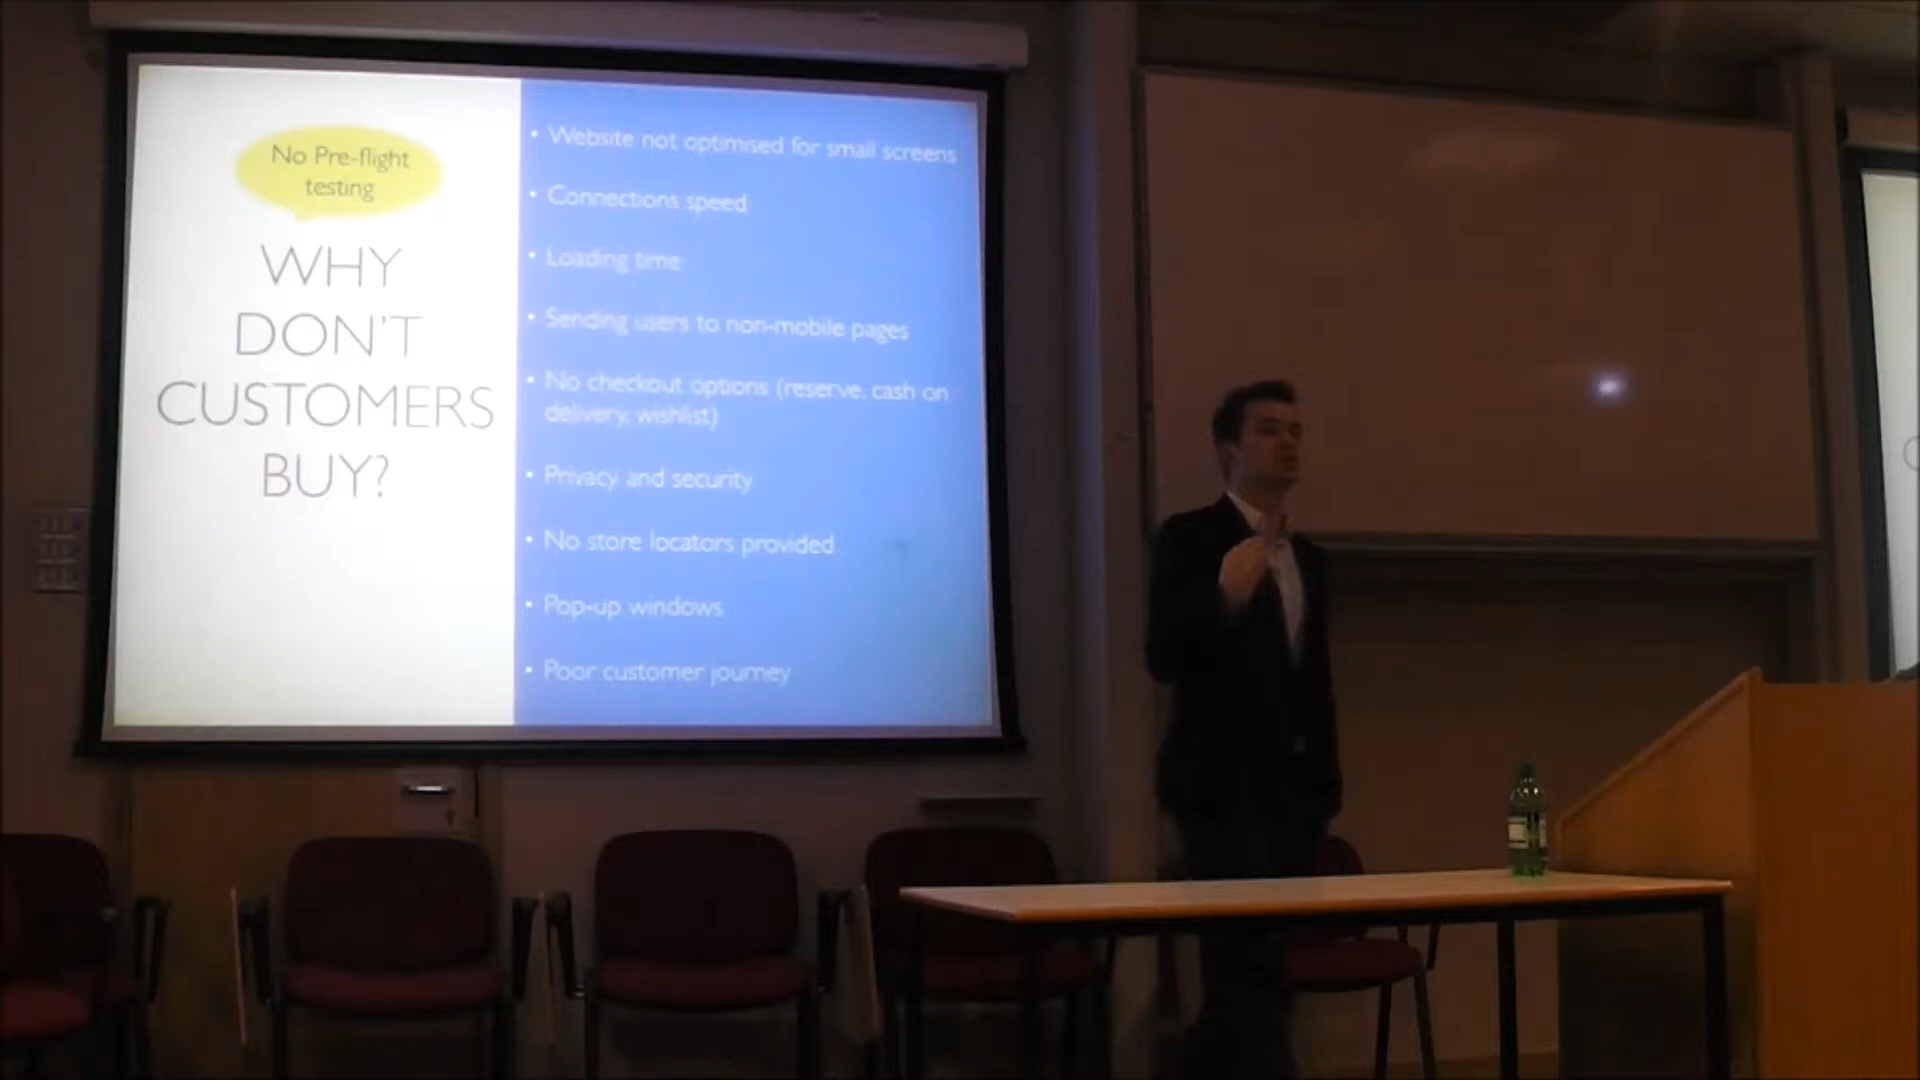 No Pre-flight
testing
WHY
DON'T
CUSTOMERS
BUY?
• Website not optimised for small screens
• Connections speed
• Loading time
• Sending users to non-mobile pages
• No checkout options (reserve, cash on
delivery, wishlist)
• Privacy and security
• No store locators provided
• Pop-up windows
• Poor customer journey